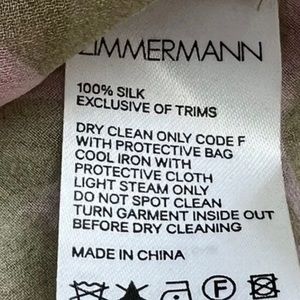 ZIMMERMANN
100% SILK
EXCLUSIVE OF TRIMS
DRY CLEAN ONLY CODE F
WITH PROTECTIVE BAG
COOL IRON WITH
PROTECTIVE CLOTH
LIGHT STEAM ONLY
DO NOT SPOT CLEAN
TURN GARMENT INSIDE OUT
BEFORE DRY CLEANING
MADE IN CHINA
F